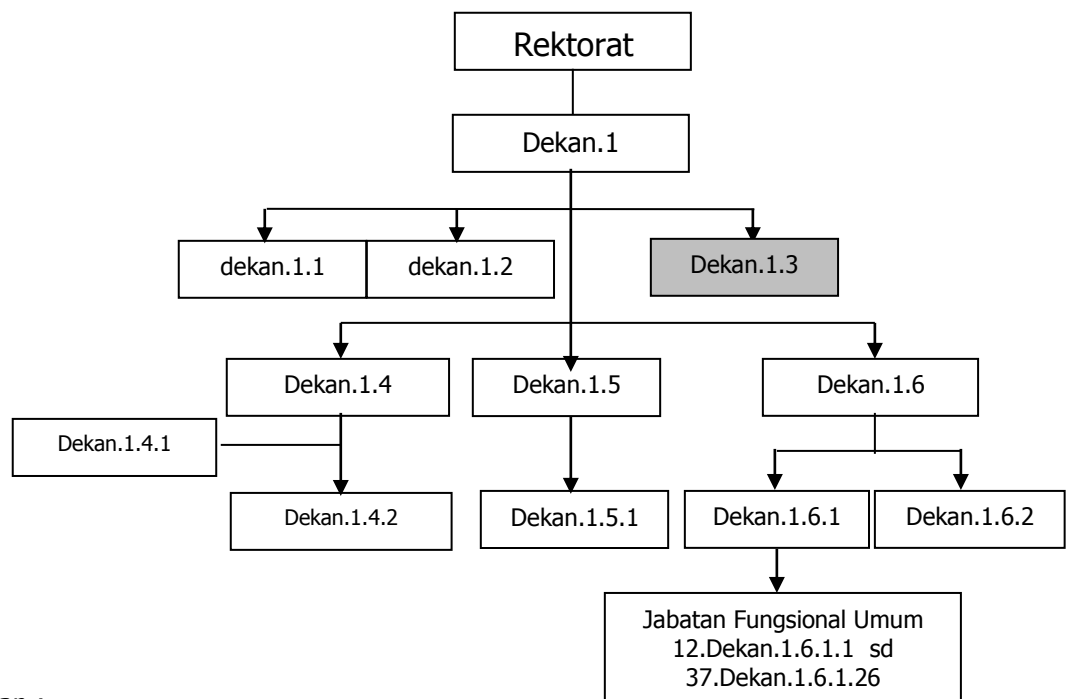 Rektorat
Dekan.1
dekan.1.1
dekan.1.2
Dekan.1.3
Dekan.1.4
Dekan.1.5
Dekan.1.6
Dekan.1.4.1
Dekan.1.4.2
Dekan.1.5.1
Dekan.1.6.1
Dekan.1.6.2
Jabatan Fungsional Umum
12.Dekan.1.6.1.1 sd
37.Dekan.1.6.1.26